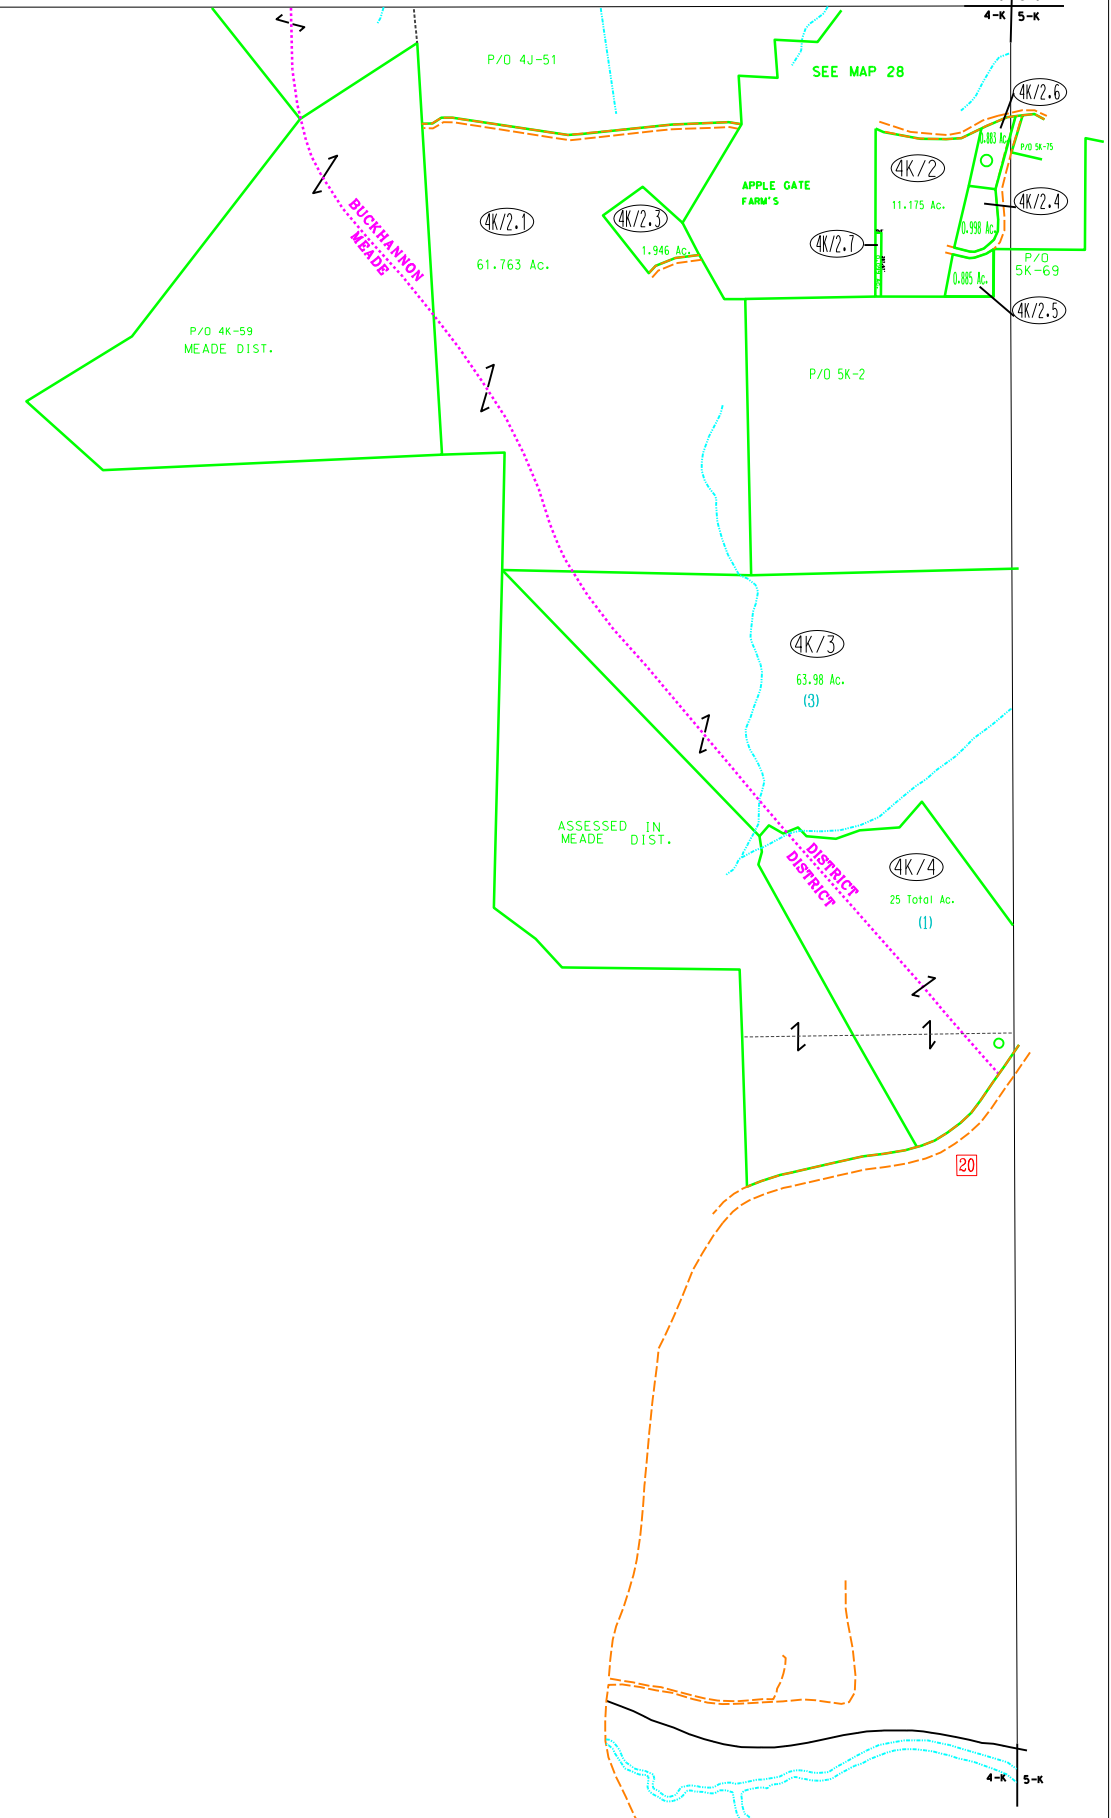 4-K 5-K
P/O 4J-51
SEE MAP 28
4K/2.6
0.883 Ac.
P/O 5K-75
4K/2
11.175 Ac.
APPLE GATE
FARM'S
4K/2.4
0.998 Ac.
4K/2.1
61.763 Ac.
4K/2.3
1.946 Ac.
4K/2.7
P/O
5K-69
0.885 Ac.
4K/2.5
BUCKHANNON
MEADE
P/O 4K-59
MEADE DIST.
P/O 5K-2
4K/3
63.98 Ac.
(3)
ASSESSED IN
MEADE DIST.
DISTRICT
DISTRICT
4K/4
25 Total Ac.
(1)
20
4-K 5-K